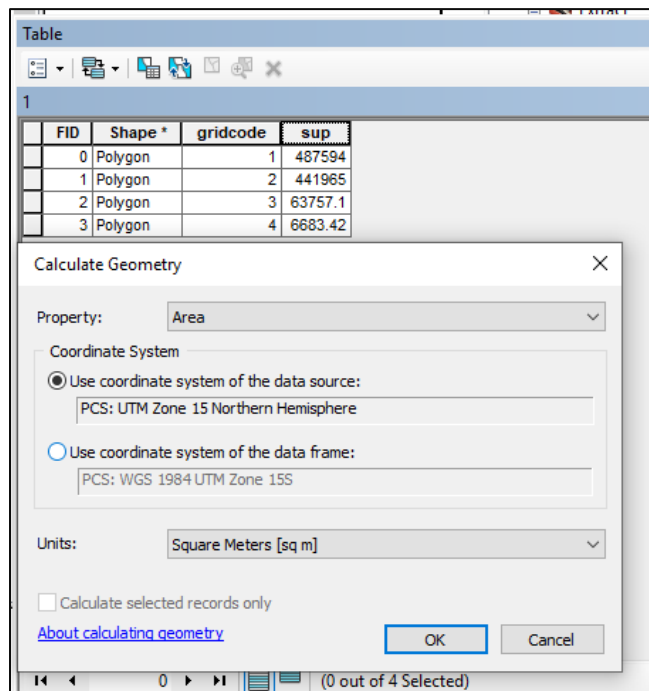 Table
1
FID Shape * gridcode sup
0 Polygon 1 487594
1 Polygon 2 441965
2 Polygon 3 63757.1
3 Polygon 4 6683.42
Calculate Geometry
Property: Area
Coordinate System
Use coordinate system of the data source:
PCS: UTM Zone 15 Northern Hemisphere
Use coordinate system of the data frame:
PCS: WGS 1984 UTM Zone 15S
Units: Square Meters [sq m]
Calculate selected records only
About calculating geometry OK Cancel
0 (0 out of 4 Selected)